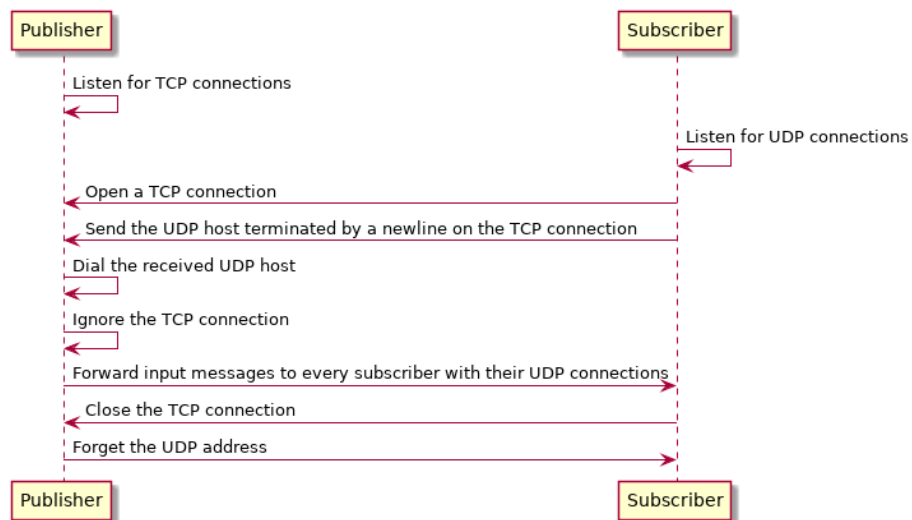 Publisher
Subscriber
Listen for TCP connections
Listen for UDP connections
Open a TCP connection
Send the UDP host terminated by a newline on the TCP connection
Dial the received UDP host
Ignore the TCP connection
Forward input messages to every subscriber with their UDP connections
Close the TCP connection
Forget the UDP address
Publisher
Subscriber